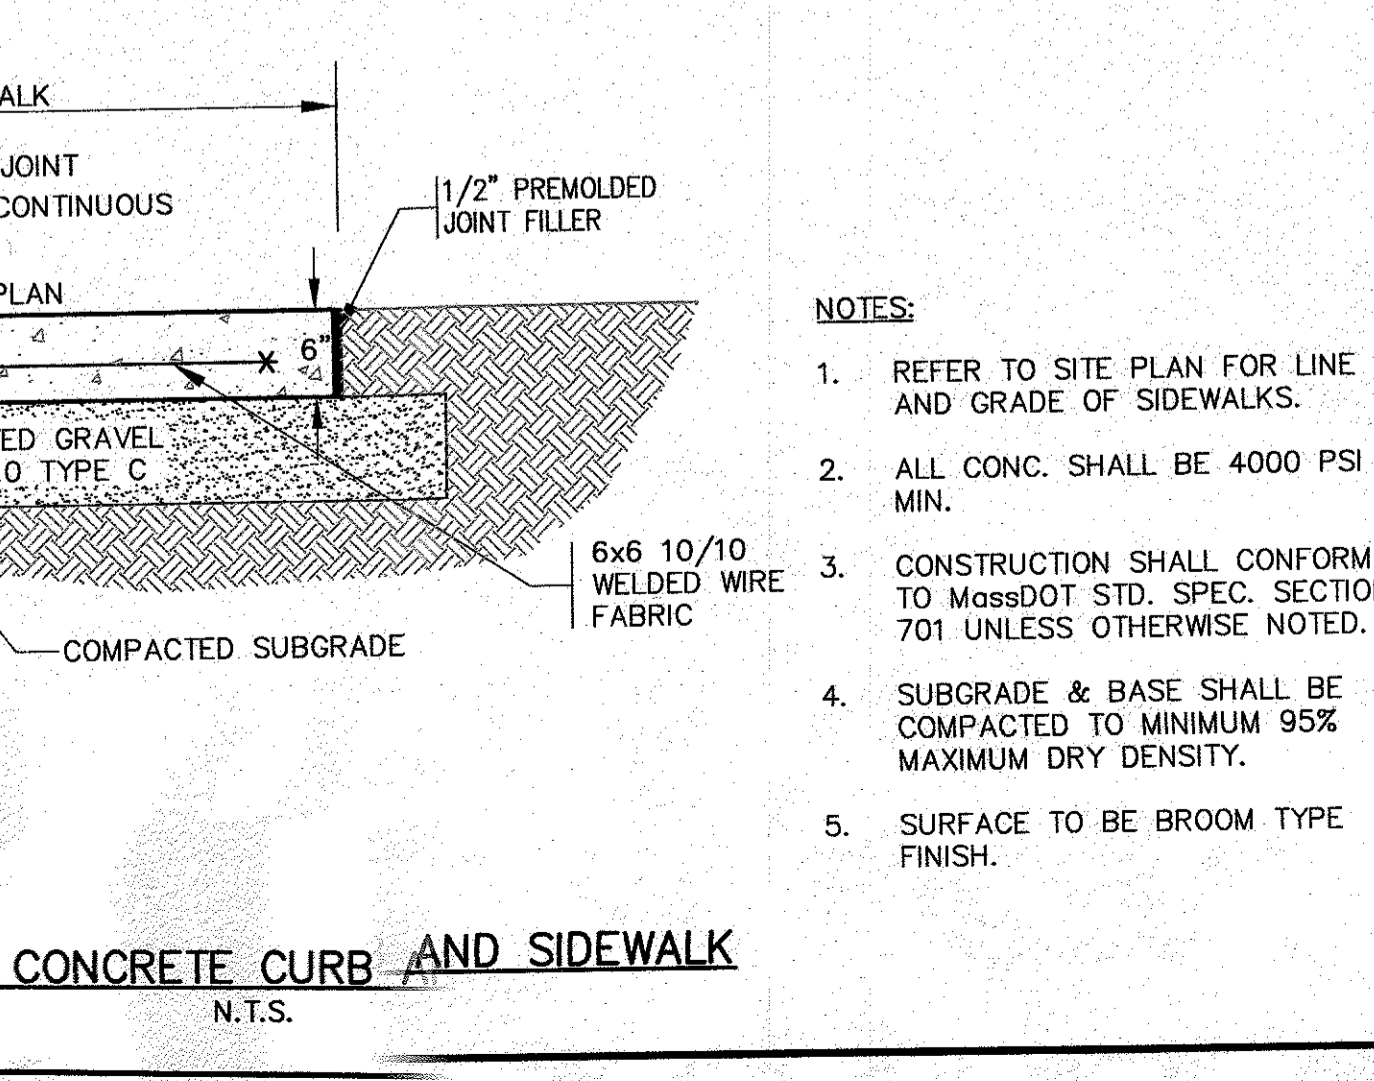 ALK
JOINT
CONTINUOUS
1/2" PREMOLDED
JOINT FILLER
PLAN
6"
TED GRAVEL
.0 TYPE C
6x6 10/10
WELDED WIRE
FABRIC
COMPACTED SUBGRADE
NOTES:
1. REFER TO SITE PLAN FOR LINE
AND GRADE OF SIDEWALKS.
2. ALL CONC. SHALL BE 4000 PSI
MIN.
3. CONSTRUCTION SHALL CONFORM
TO MassDOT STD. SPEC. SECTION
701 UNLESS OTHERWISE NOTED.
4. SUBGRADE & BASE SHALL BE
COMPACTED TO MINIMUM 95%
MAXIMUM DRY DENSITY.
5. SURFACE TO BE BROOM TYPE
FINISH.
CONCRETE CURB AND SIDEWALK
N.T.S.